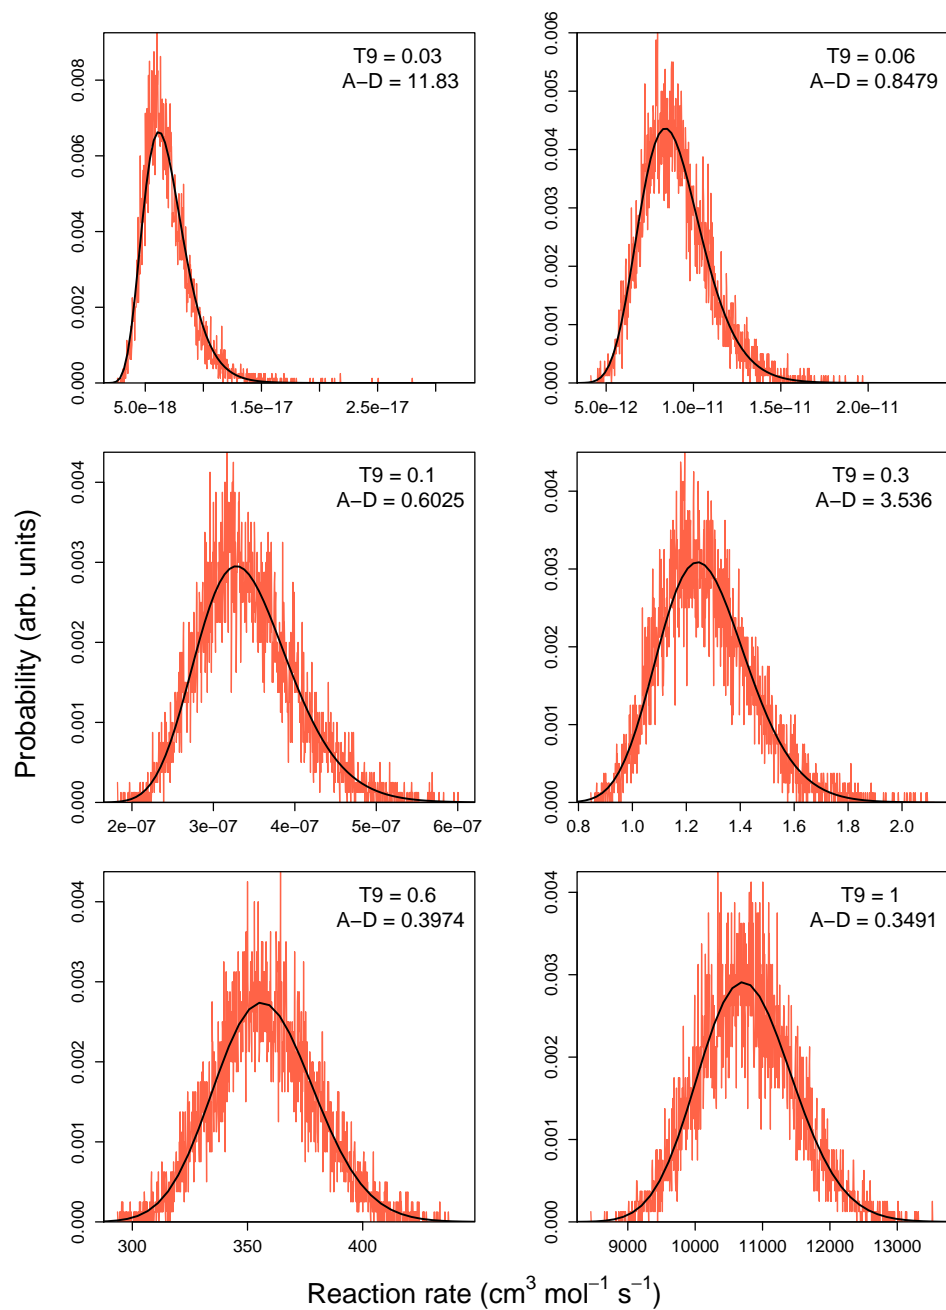 T9 = 0.03
A−D = 11.83
0.000
0.002
0.004
0.006
0.008
5.0e−18
1.5e−17
2.5e−17
T9 = 0.06
A−D = 0.8479
0.000
0.001
0.002
0.003
0.004
0.005
0.006
5.0e−12
1.0e−11
1.5e−11
2.0e−11
T9 = 0.1
A−D = 0.6025
0.000
0.001
0.002
0.003
0.004
2e−07
3e−07
4e−07
5e−07
6e−07
T9 = 0.3
A−D = 3.536
0.000
0.001
0.002
0.003
0.004
0.8
1.0
1.2
1.4
1.6
1.8
2.0
T9 = 0.6
A−D = 0.3974
0.000
0.001
0.002
0.003
0.004
300
350
400
T9 = 1
A−D = 0.3491
0.000
0.001
0.002
0.003
0.004
9000
10000
11000
12000
13000
Probability (arb. units)
Reaction rate (cm³ mol⁻¹ s⁻¹)